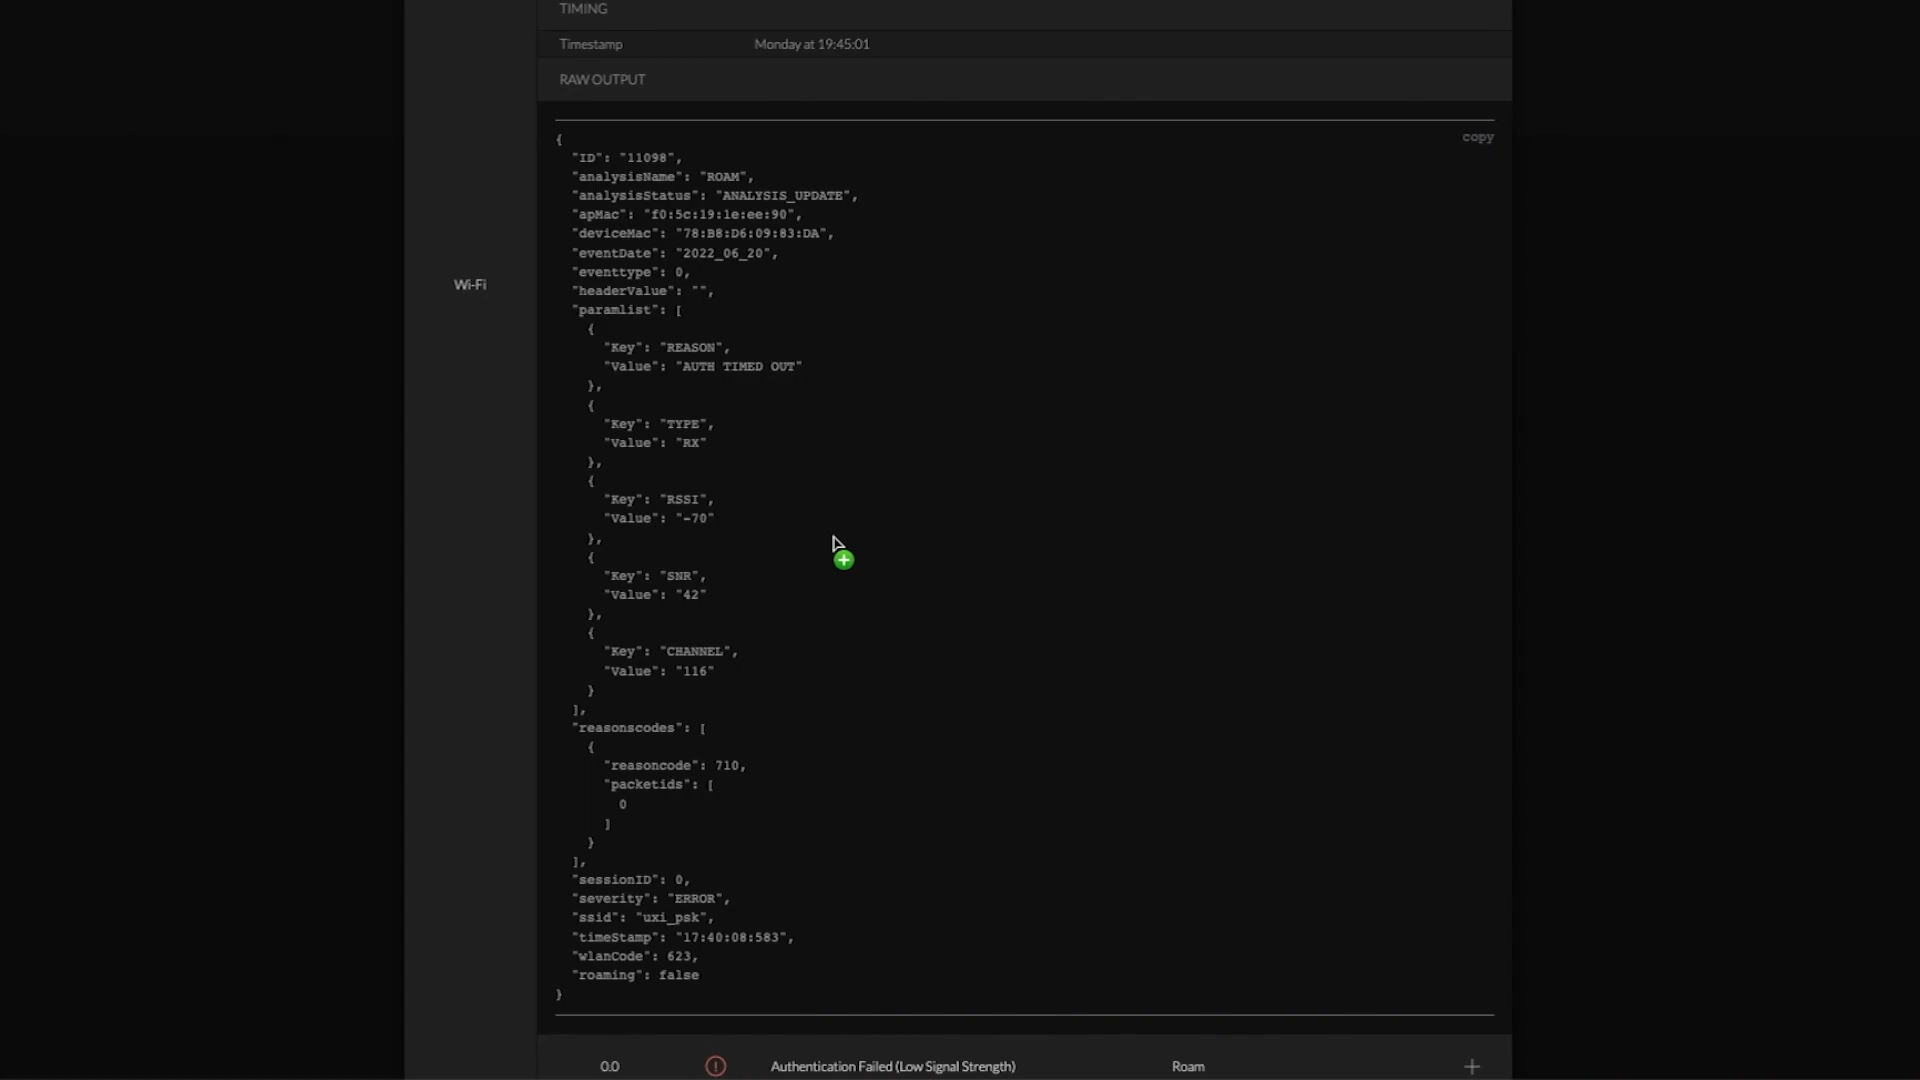 TIMING
Timestamp Monday at 19:45:01
RAW OUTPUT
copy
{
"ID": "11098",
"analysisName": "ROAM",
"analysisStatus": "ANALYSIS_UPDATE",
"apMac": "f0:5c:19:1e:ee:90",
"deviceMac": "78:B8:D6:09:83:DA",
"eventDate": "2022_06_20",
"eventtype": 0,
Wi-Fi
"headerValue": "",
"paramlist": [
{
"Key": "REASON",
"Value": "AUTH TIMED OUT"
},
{
"Key": "TYPE",
"Value": "RX"
},
{
"Key": "RSSI",
"Value": "-70"
},
{
"Key": "SNR",
"Value": "42"
},
{
"Key": "CHANNEL",
"Value": "116"
}
],
"reasonscodes": [
{
"reasoncode": 710,
"packetids": [
0
]
}
],
"sessionID": 0,
"severity": "ERROR",
"ssid": "uxi_psk",
"timeStamp": "17:40:08:583",
"wlanCode": 623,
"roaming": false
}
0.0 Authentication Failed (Low Signal Strength) Roam +